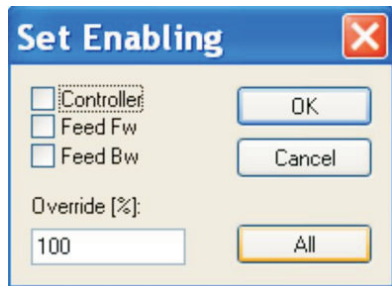 Set Enabling
Controller
Feed Fw
Feed Bw
OK
Cancel
Override [%]:
100
All